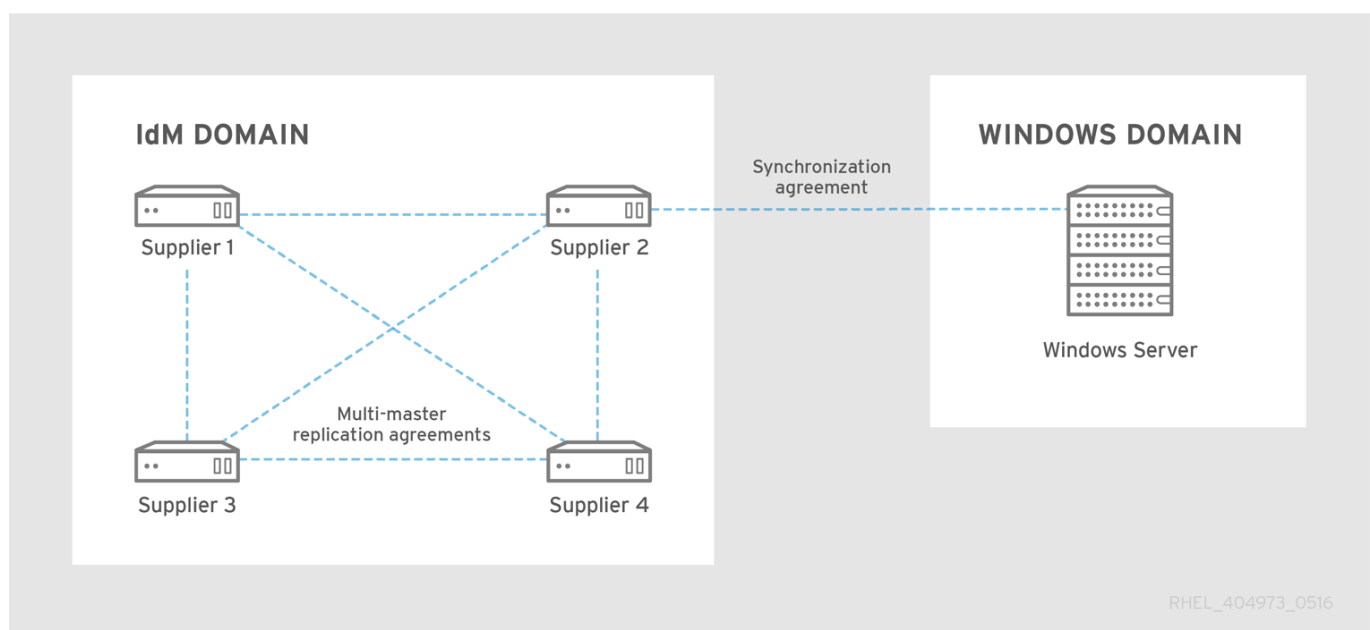 IdM DOMAIN
WINDOWS DOMAIN
Synchronization
agreement
Supplier 1
Supplier 2
Windows Server
Multi-master
replication agreements
Supplier 3
Supplier 4
RHEL_404973_0516